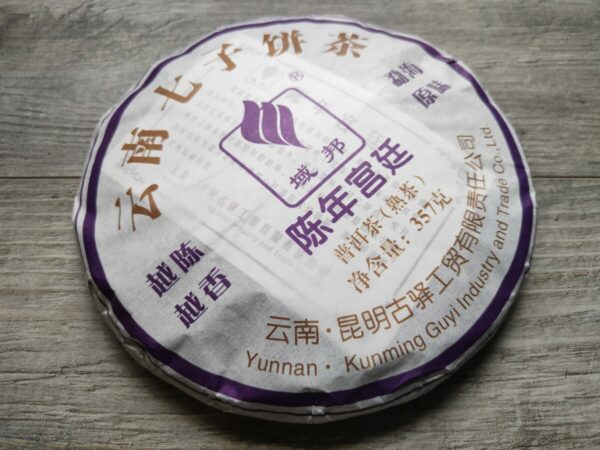 云南七子饼茶
勐海
原味
®
域邦
陈年宫廷
普洱茶(熟茶)
净含量:357克
越陈
越香
云南·昆明古驿工贸有限责任公司
Yunnan · Kunming Guyi Industry and Trade Co., Ltd